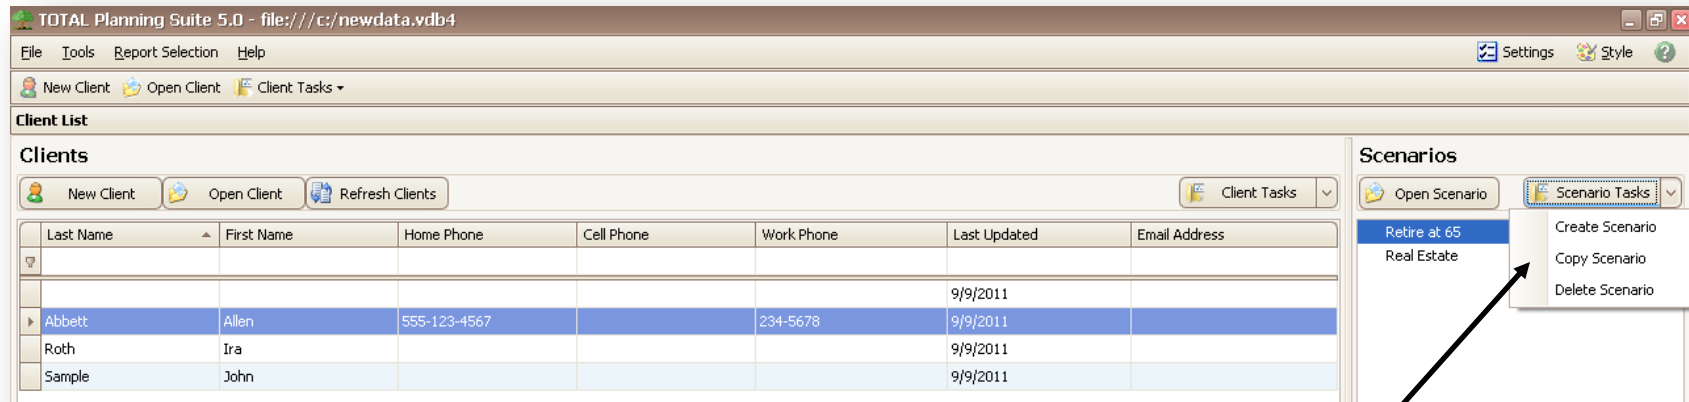 TOTAL Planning Suite 5.0 - file:///c:/newdata.vdb4
File Tools Report Selection Help Settings Style
New Client Open Client Client Tasks
Client List
Clients
New Client Open Client Refresh Clients Client Tasks
Last Name First Name Home Phone Cell Phone Work Phone Last Updated Email Address
9/9/2011
Abbett Allen 555-123-4567 234-5678 9/9/2011
Roth Ira 9/9/2011
Sample John 9/9/2011
Scenarios
Open Scenario Scenario Tasks
Retire at 65
Real Estate
Create Scenario
Copy Scenario
Delete Scenario